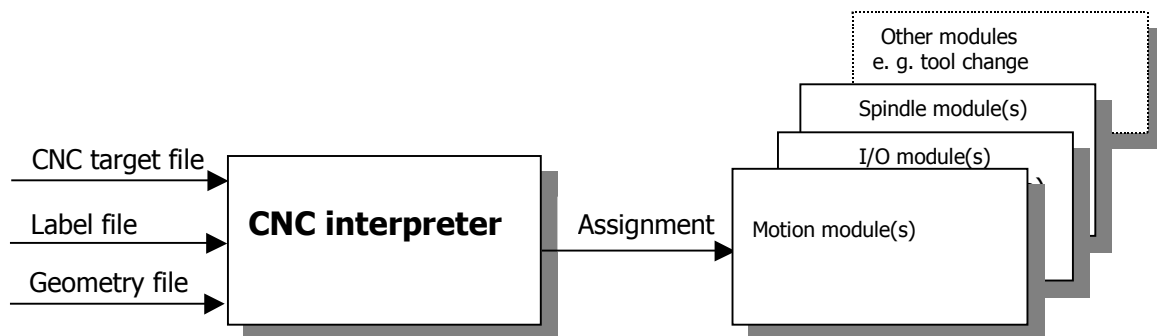 Other modules
e. g. tool change
Spindle module(s)
I/O module(s)
CNC target file
Label file
Geometry file
CNC interpreter
Assignment
Motion module(s)